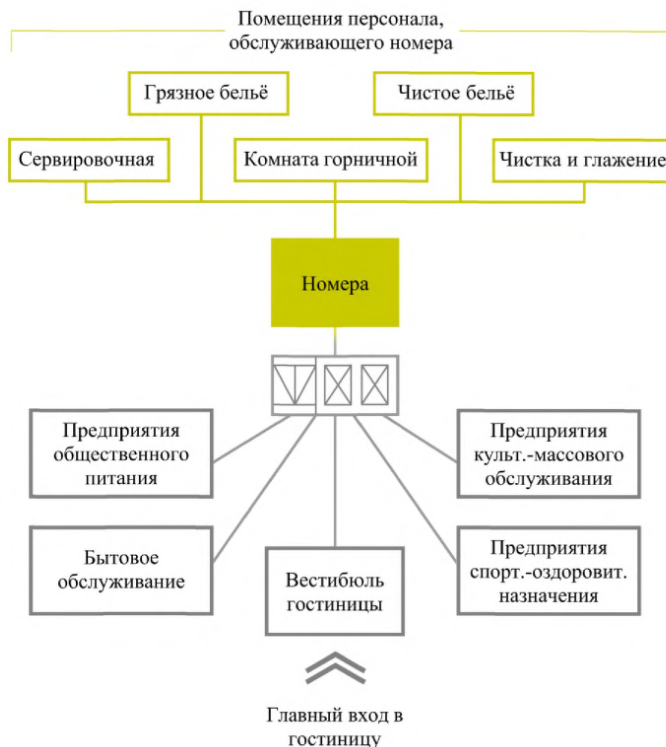 Помещения персонала,
обслуживающего номера
Грязное бельё
Чистое бельё
Сервировочная
Комната горничной
Чистка и глажение
Номера
Предприятия
общественного
питания
Предприятия
культ.-массового
обслуживания
Бытовое
обслуживание
Вестибюль
гостиницы
Предприятия
спорт.-оздоровит.
назначения
Главный вход в
гостиницу